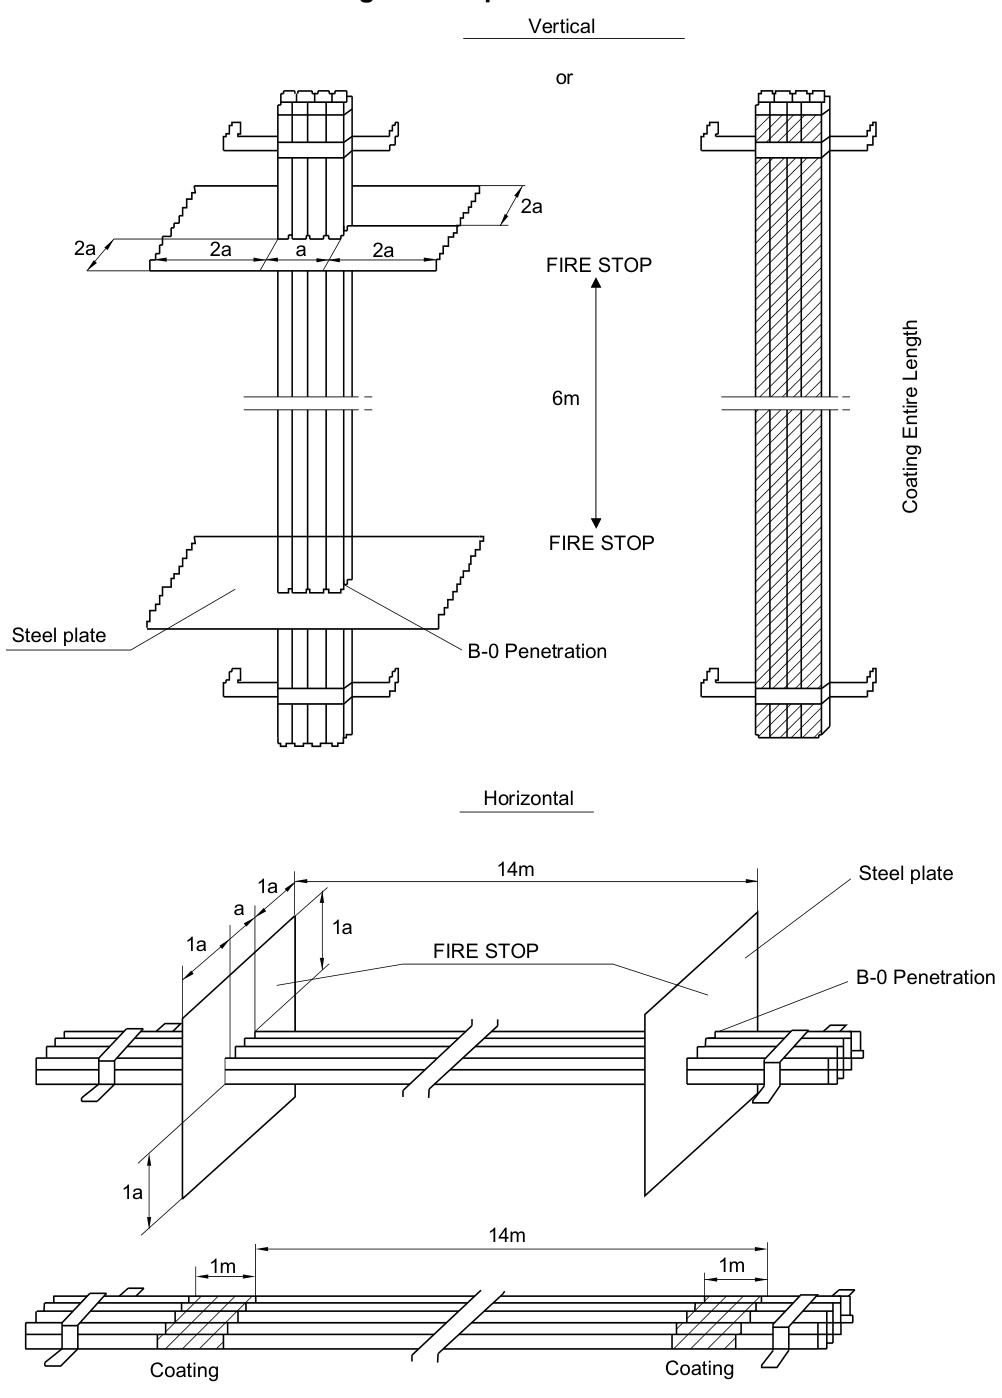 Vertical
or
2a
2a
2a
a
2a
FIRE STOP
6m
Coating Entire Length
FIRE STOP
Steel plate
B-0 Penetration
Horizontal
14m
Steel plate
1a
a
1a
1a
FIRE STOP
B-0 Penetration
1a
14m
1m
1m
Coating
Coating